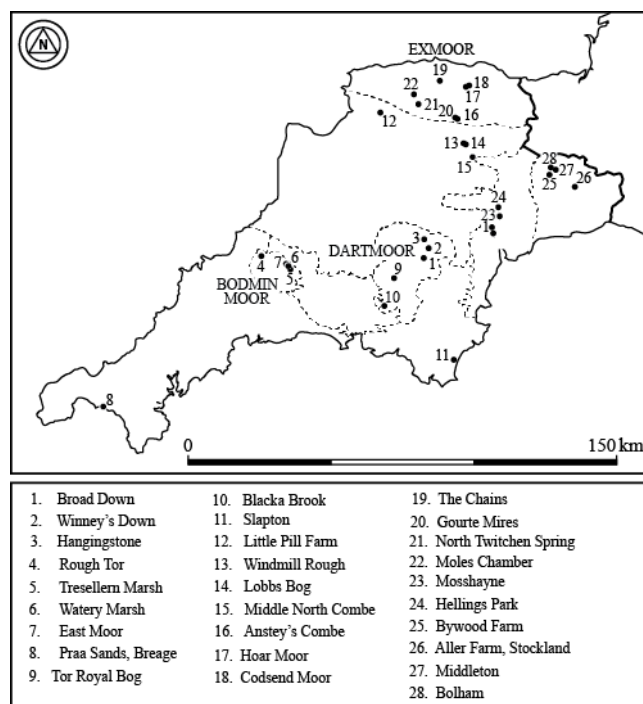 N
EXMOOR
19
18
22
17
21
20
16
12
13
14
15
28
27
25
26
24
23
1
3
DARTMOOR
2
1
9
10
4
7
6
5
BODMIN
MOOR
11
8
0
150 km
1. Broad Down
2. Winney's Down
3. Hangingstone
4. Rough Tor
5. Tresellern Marsh
6. Watery Marsh
7. East Moor
8. Praa Sands, Breage
9. Tor Royal Bog
10. Blacka Brook
11. Slapton
12. Little Pill Farm
13. Windmill Rough
14. Lobbs Bog
15. Middle North Combe
16. Anstey's Combe
17. Hoar Moor
18. Codsend Moor
19. The Chains
20. Gourte Mires
21. North Twitchen Spring
22. Moles Chamber
23. Mosshayne
24. Hellings Park
25. Bywood Farm
26. Aller Farm, Stockland
27. Middleton
28. Bolham